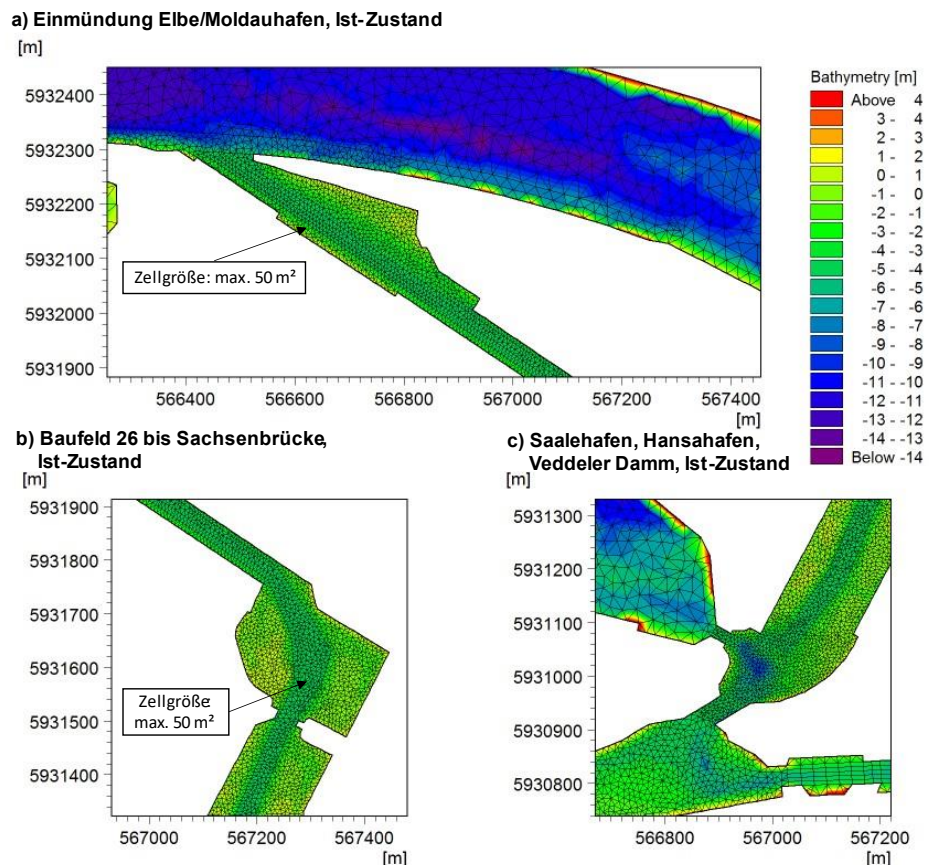 a) Einmündung Elbe/Moldauhafen, Ist-Zustand
[m]
5932400
5932300
5932200
5932100
5932000
5931900
Zellgröße: max. 50 m²
566400 566600 566800 567000 567200 567400
[m]
Bathymetry [m]
Above 4
3 - 4
2 - 3
1 - 2
0 - 1
-1 - 0
-2 - -1
-3 - -2
-4 - -3
-5 - -4
-6 - -5
-7 - -6
-8 - -7
-9 - -8
-10 - -9
-11 - -10
-12 - -11
-13 - -12
-14 - -13
Below -14
b) Baufeld 26 bis Sachsenbrücke,
Ist-Zustand
[m]
5931900
5931800
5931700
5931600
5931500
5931400
Zellgröße
max. 50 m²
567000 567200 567400
[m]
c) Saalehafen, Hansahafen,
Veddeler Damm, Ist-Zustand
[m]
5931300
5931200
5931100
5931000
5930900
5930800
566800 567000 567200
[m]